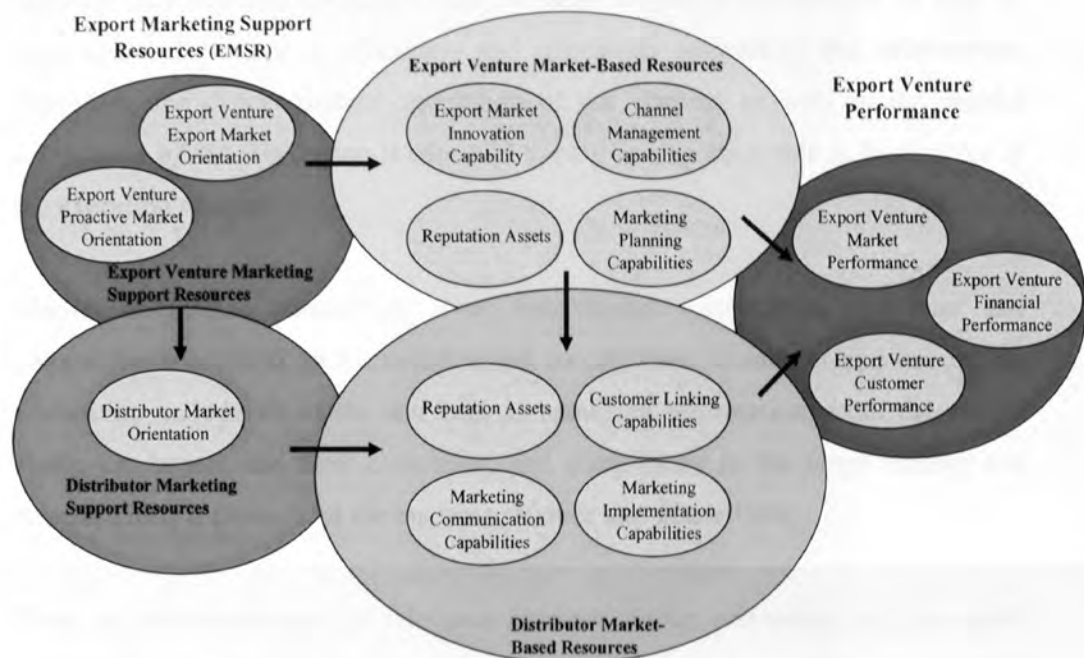 Export Marketing Support
Resources (EMSR)
Export Venture
Export Market
Orientation
Export Venture
Proactive Market
Orientation
Export Venture Marketing
Support Resources
Distributor Market
Orientation
Distributor Marketing
Support Resources
Export Venture Market-Based Resources
Export Market
Innovation
Capability
Channel
Management
Capabilities
Reputation Assets
Marketing
Planning
Capabilities
Reputation Assets
Customer Linking
Capabilities
Marketing
Communication
Capabilities
Marketing
Implementation
Capabilities
Distributor Market-
Based Resources
Export Venture
Performance
Export Venture
Market
Performance
Export Venture
Financial
Performance
Export Venture
Customer
Performance